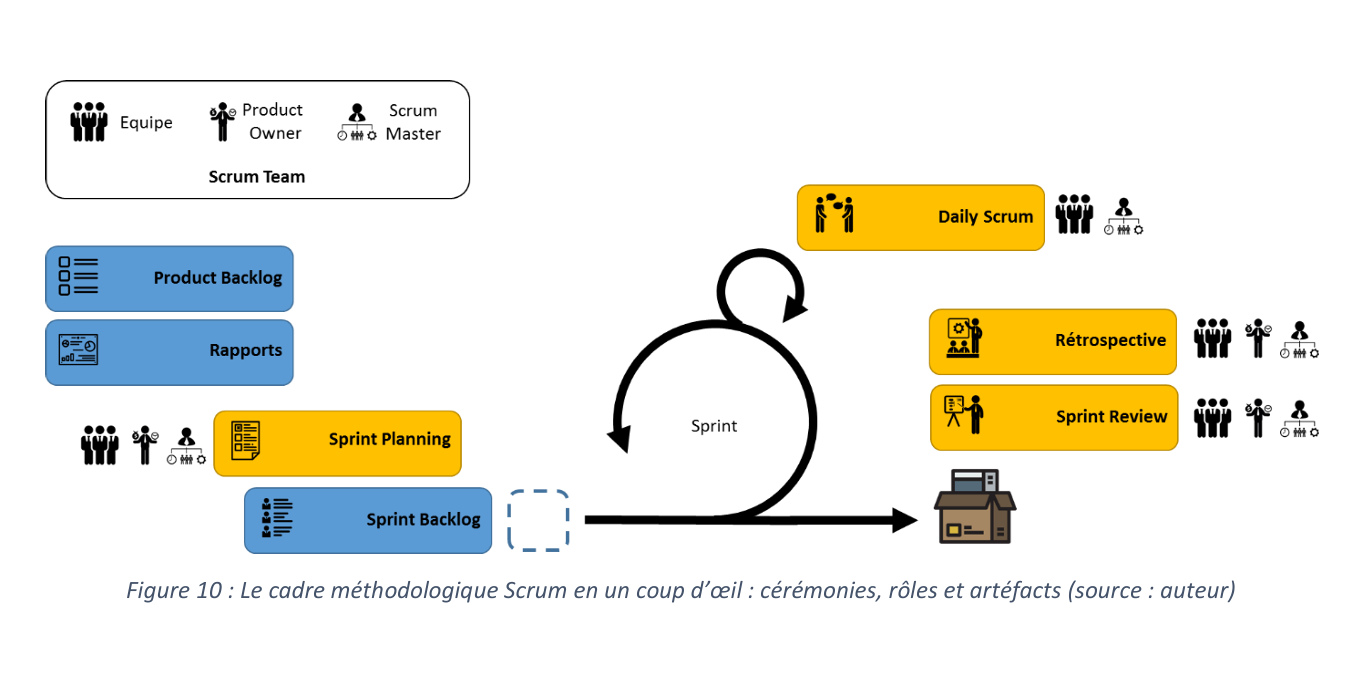 Equipe
Product
Owner
Scrum
Master
Scrum Team
Daily Scrum
Product Backlog
Rapports
Rétrospective
Sprint Review
Sprint Planning
Sprint
Sprint Backlog
Figure 10 : Le cadre méthodologique Scrum en un coup d’œil : cérémonies, rôles et artéfacts (source : auteur)